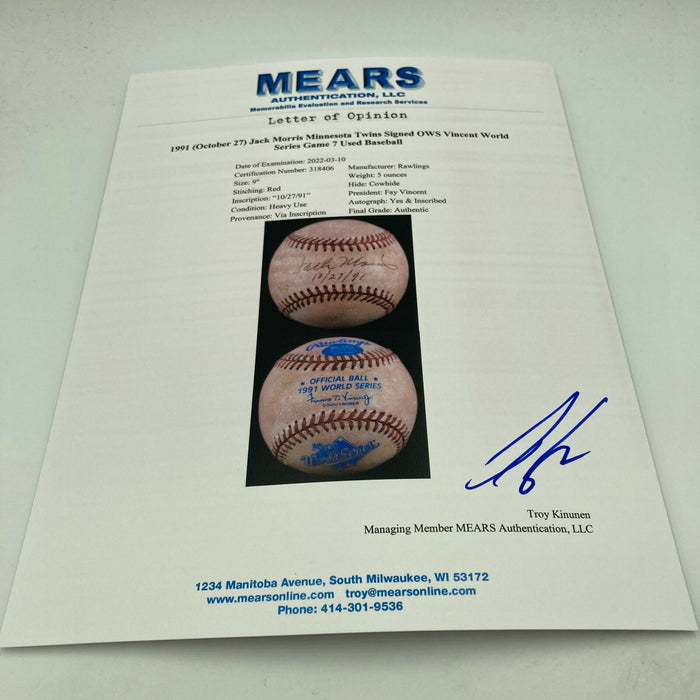 MEARS
AUTHENTICATION, LLC
Memorabilia Evaluation and Research Services
Letter of Opinion
1991 (October 27) Jack Morris Minnesota Twins Signed OWS Vincent World
Series Game 7 Used Baseball
Date of Examination: 2022-03-10
Certification Number: 318406
Size: 9"
Stitching: Red
Inscription: "10/27/91"
Condition: Heavy Use
Provenance: Via Inscription
Manufacturer: Rawlings
Weight: 5 ounces
Hide: Cowhide
President: Fay Vincent
Autograph: Yes & Inscribed
Final Grade: Authentic
Jack Morris
10/27/91
Rawlings
OFFICIAL BALL
1991 WORLD SERIES
COMMISSIONER
World Series
Troy Kinunen
Managing Member MEARS Authentication, LLC
1234 Manitoba Avenue, South Milwaukee, WI 53172
www.mearsonline.com troy@mearsonline.com
Phone: 414-301-9536